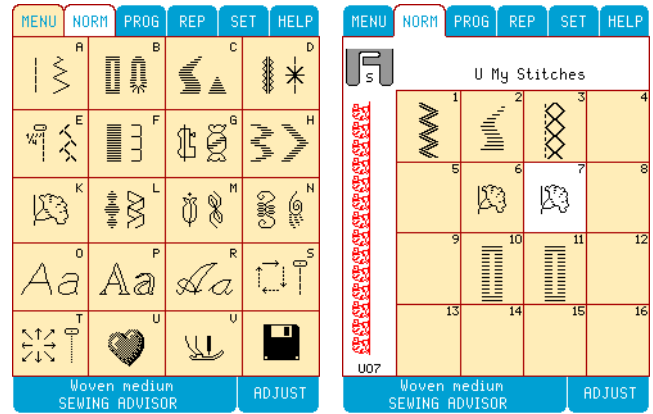 MENU NORM PROG REP SET HELP
A B C D
1/4" E F G H
K L M N
Aa O Aa P Aa R S
T U V
Woven medium
SEWING ADVISOR
ADJUST
MENU NORM PROG REP SET HELP
S
U My Stitches
1 2 3 4
5 6 7 8
9 10 11 12
13 14 15 16
U07
Woven medium
SEWING ADVISOR
ADJUST